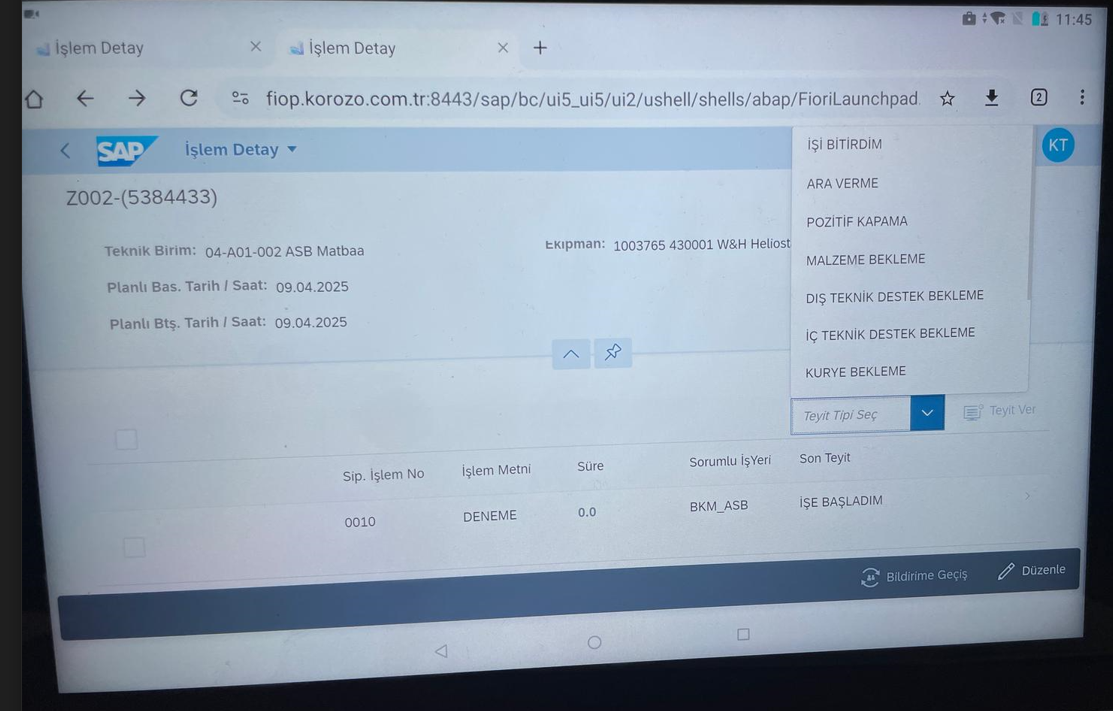 11:45
İşlem Detay
İşlem Detay
2
fiop.korozo.com.tr:8443/sap/bc/ui5_ui5/ui2/ushell/shells/abap/FioriLaunchpad.
SAP İşlem Detay
KT
Z002-(5384433)
Teknik Birim: 04-A01-002 ASB Matbaa
Ekipman: 1003765 430001 W&H Heliost
Planlı Bas. Tarih / Saat: 09.04.2025
Planlı Btş. Tarih / Saat: 09.04.2025
İŞİ BİTİRDİM
ARA VERME
POZİTİF KAPAMA
MALZEME BEKLEME
DIŞ TEKNİK DESTEK BEKLEME
İÇ TEKNİK DESTEK BEKLEME
KURYE BEKLEME
Teyit Tipi Seç
Teyit Ver
Sip. İşlem No İşlem Metni Süre Sorumlu İşYeri Son Teyit
0010 DENEME 0.0 BKM_ASB İŞE BAŞLADIM
Bildirime Geçiş Düzenle